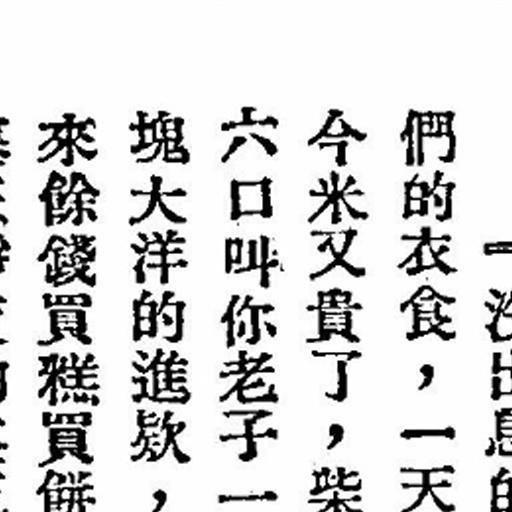 一沒出息的
們的衣食，一天
今米又貴了，柴
六口叫你老子一
塊大洋的進款，
來餘錢買糕買餅